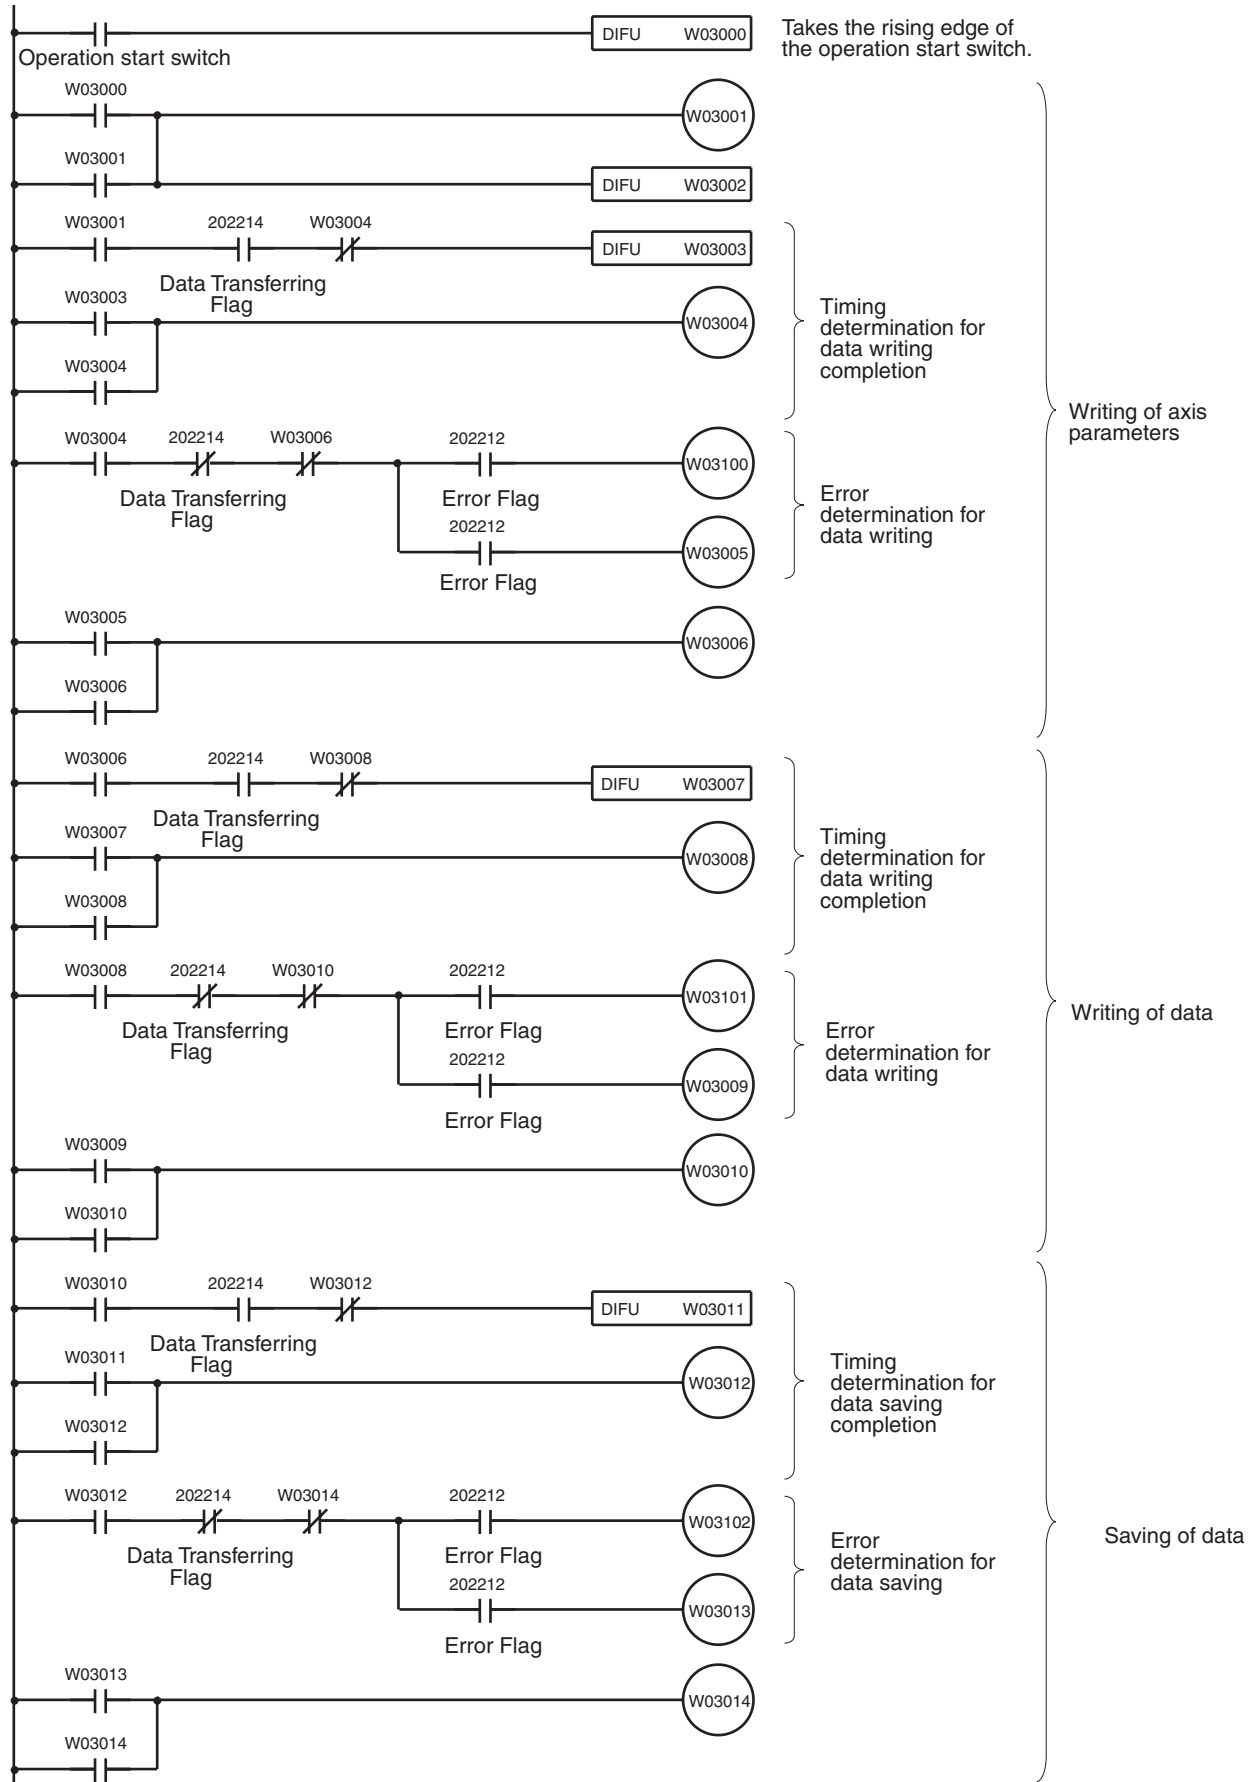 DIFU W03000
Takes the rising edge of
the operation start switch.
Operation start switch
W03000
W03001
W03001
DIFU W03002
W03001 202214 W03004
DIFU W03003
Data Transferring
Flag
W03003
W03004
W03004
Timing
determination for
data writing
completion
Writing of axis
parameters
W03004 202214 W03006 202212
W03100
Data Transferring
Flag
Error Flag
202212
W03005
Error Flag
Error
determination for
data writing
W03005
W03006
W03006
W03006 202214 W03008
DIFU W03007
Data Transferring
Flag
W03007
W03008
W03008
Timing
determination for
data writing
completion
W03008 202214 W03010 202212
W03101
Data Transferring
Flag
Error Flag
202212
W03009
Error Flag
Error
determination for
data writing
Writing of data
W03009
W03010
W03010
W03010 202214 W03012
DIFU W03011
Data Transferring
Flag
W03011
W03012
W03012
Timing
determination for
data saving
completion
W03012 202214 W03014 202212
W03102
Data Transferring
Flag
Error Flag
202212
W03013
Error Flag
Error
determination for
data saving
Saving of data
W03013
W03014
W03014